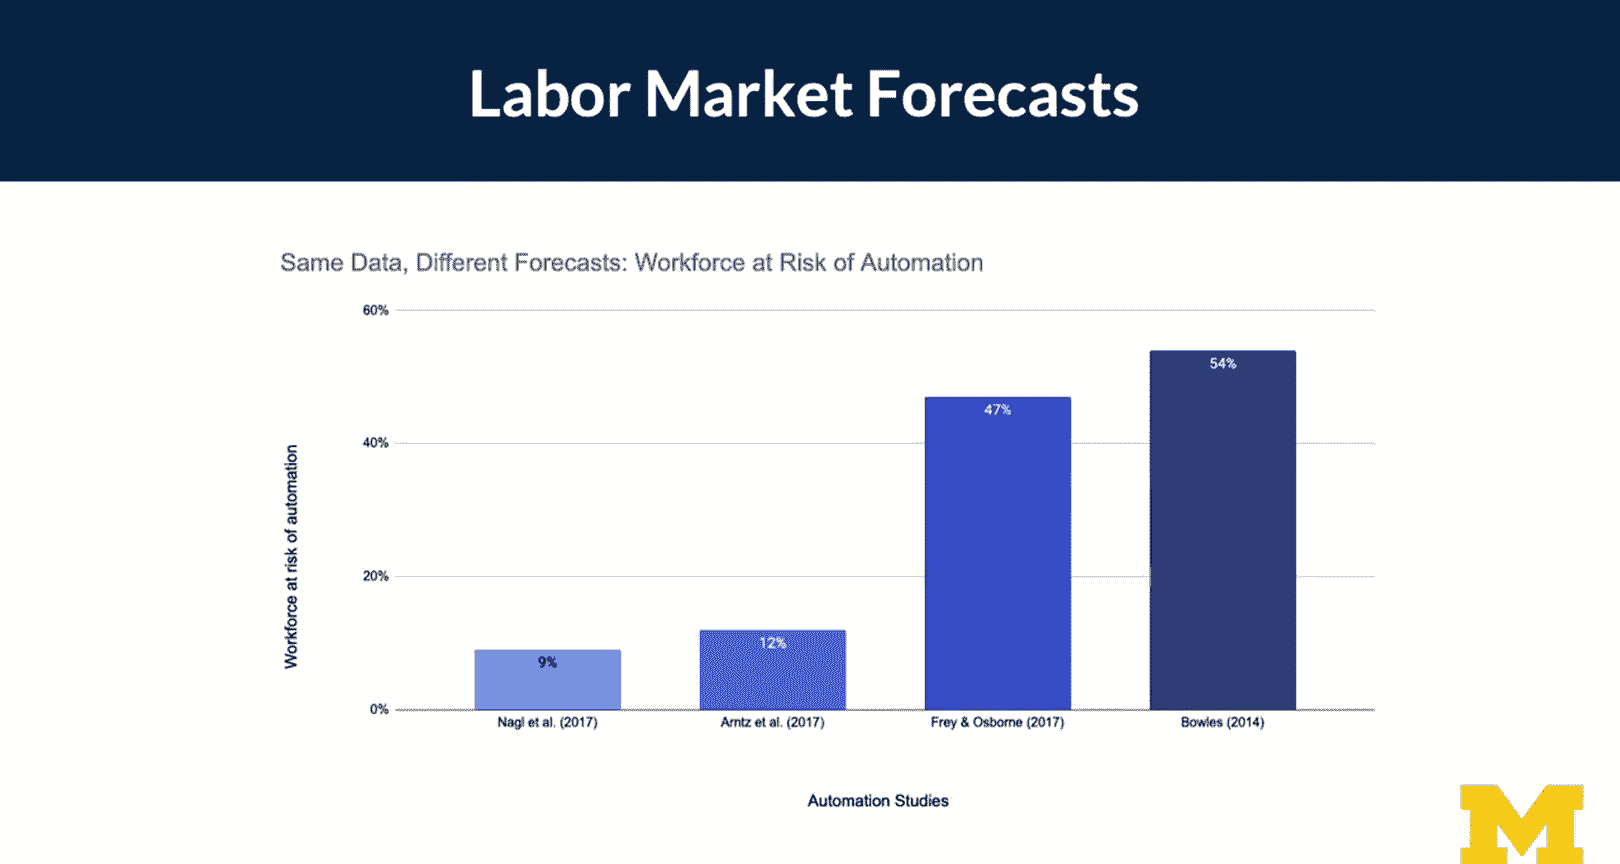 Labor Market Forecasts
Same Data, Different Forecasts: Workforce at Risk of Automation
Workforce at risk of automation
60%
40%
20%
0%
9%
12%
47%
54%
Nagl et al. (2017)
Arntz et al. (2017)
Frey & Osborne (2017)
Bowles (2014)
Automation Studies
M